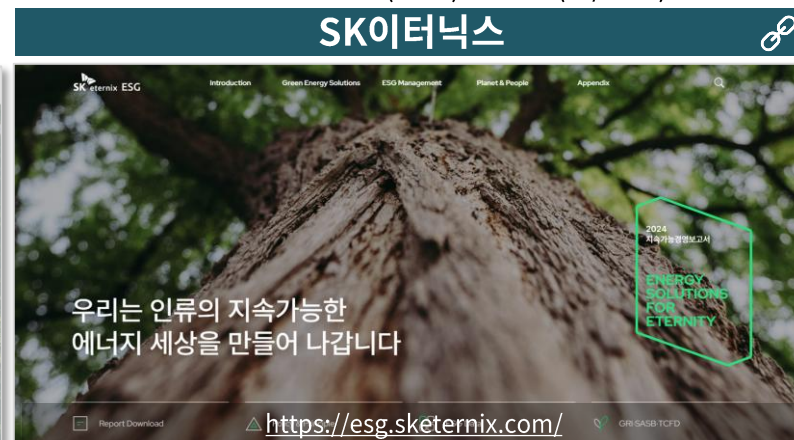 SK이터닉스
SK eternix ESG
Introduction
Green Energy Solutions
ESG Management
Planet & People
Appendix
2024
지속가능경영보고서
ENERGY
SOLUTIONS
FOR
ETERNITY
우리는 인류의 지속가능한
에너지 세상을 만들어 나갑니다
Report Download
https://esg.sketernix.com/
GRI·SASB·TCFD